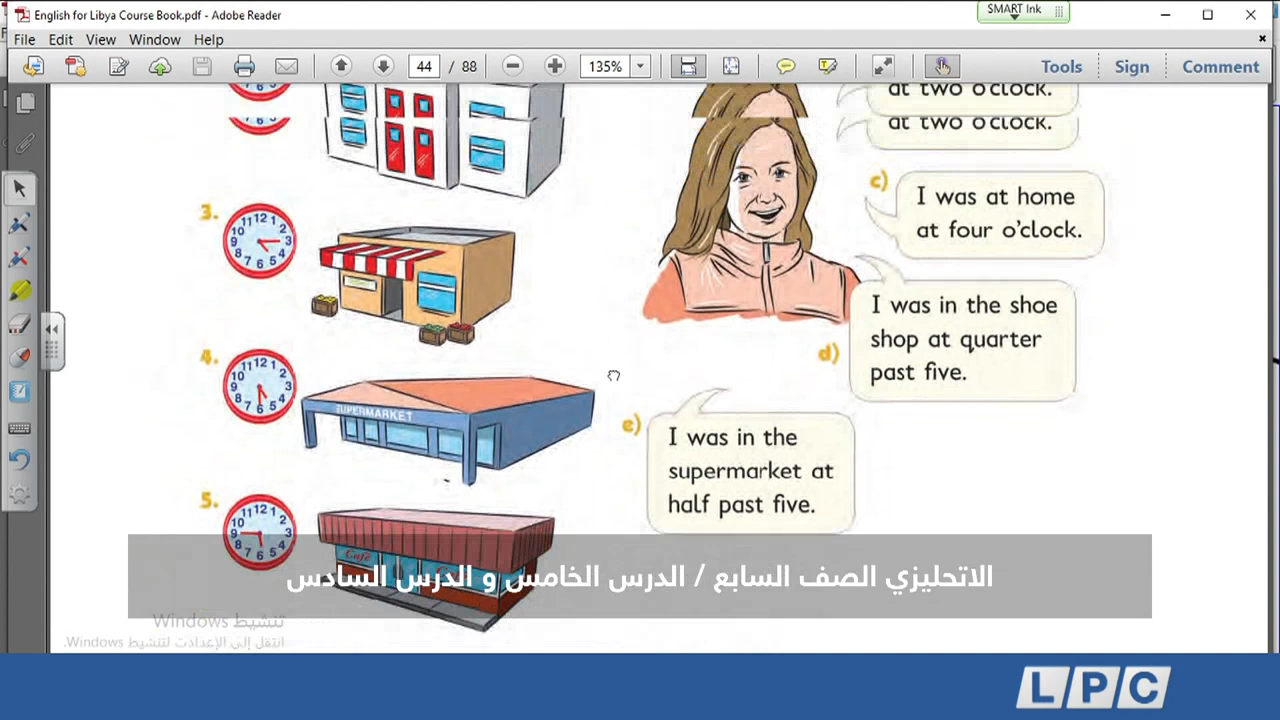 English for Libya Course Book.pdf - Adobe Reader
SMART Ink
File Edit View Window Help
44 / 88
135%
Tools Sign Comment
at two o'clock.
at two o'clock.
c)
I was at home
at four o'clock.
3.
I was in the shoe
shop at quarter
past five.
d)
4.
SUPERMARKET
e)
I was in the
supermarket at
half past five.
5.
Café
الاتحليزي الصف السابع / الدرس الخامس و الدرس السادس
تنشيط Windows
انتقل إلى الإعدادت لتنشيط Windows.
LPC